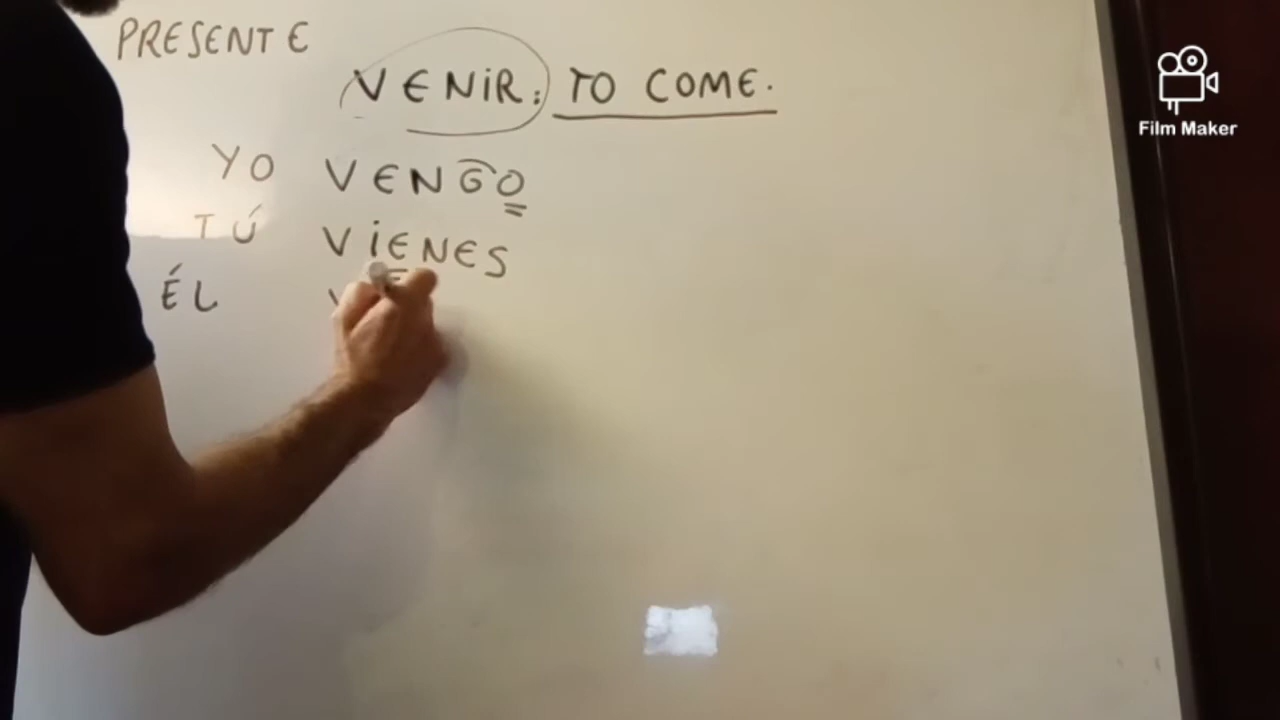 PRESENTE
VENIR: TO COME.
YO VENGO
TÚ VIENES
ÉL V
Film Maker